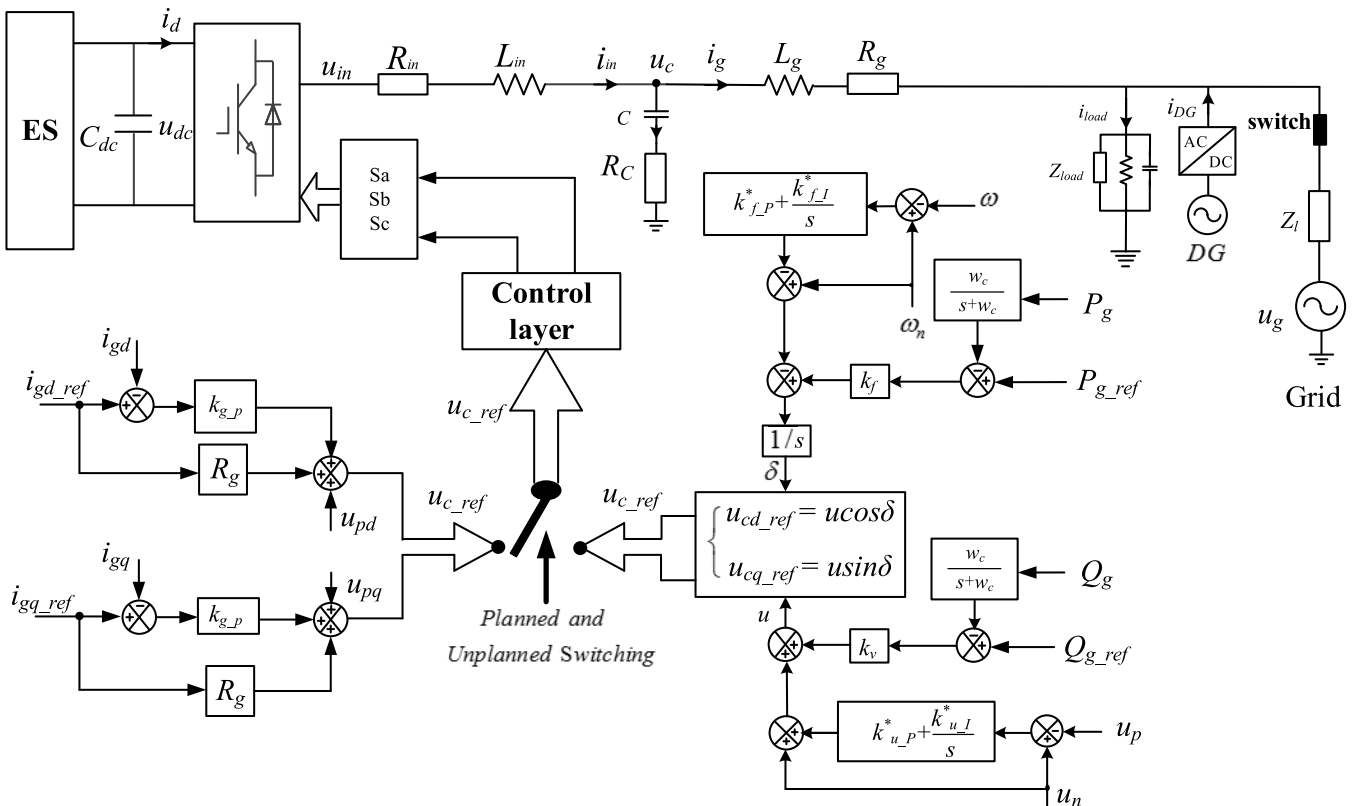 ES
i_d
C_dc
u_dc
u_in
R_in
L_in
i_in
u_c
i_g
L_g
R_g
C
R_C
i_load
Z_load
i_DG
AC
DC
DG
switch
Z_l
u_g
Grid
Sa
Sb
Sc
Control
layer
u_c_ref
k*_f_P + k*_f_I / s
ω
ω_n
w_c / s+w_c
P_g
k_f
P_g_ref
1/s
δ
i_gd
i_gd_ref
k_g_p
R_g
u_pd
u_c_ref
u_c_ref
u_cd_ref = ucosδ
u_cq_ref = usinδ
i_gq
i_gq_ref
k_g_p
u_pq
R_g
Planned and
Unplanned Switching
w_c / s+w_c
Q_g
u
k_v
Q_g_ref
k*_u_P + k*_u_I / s
u_p
u_n